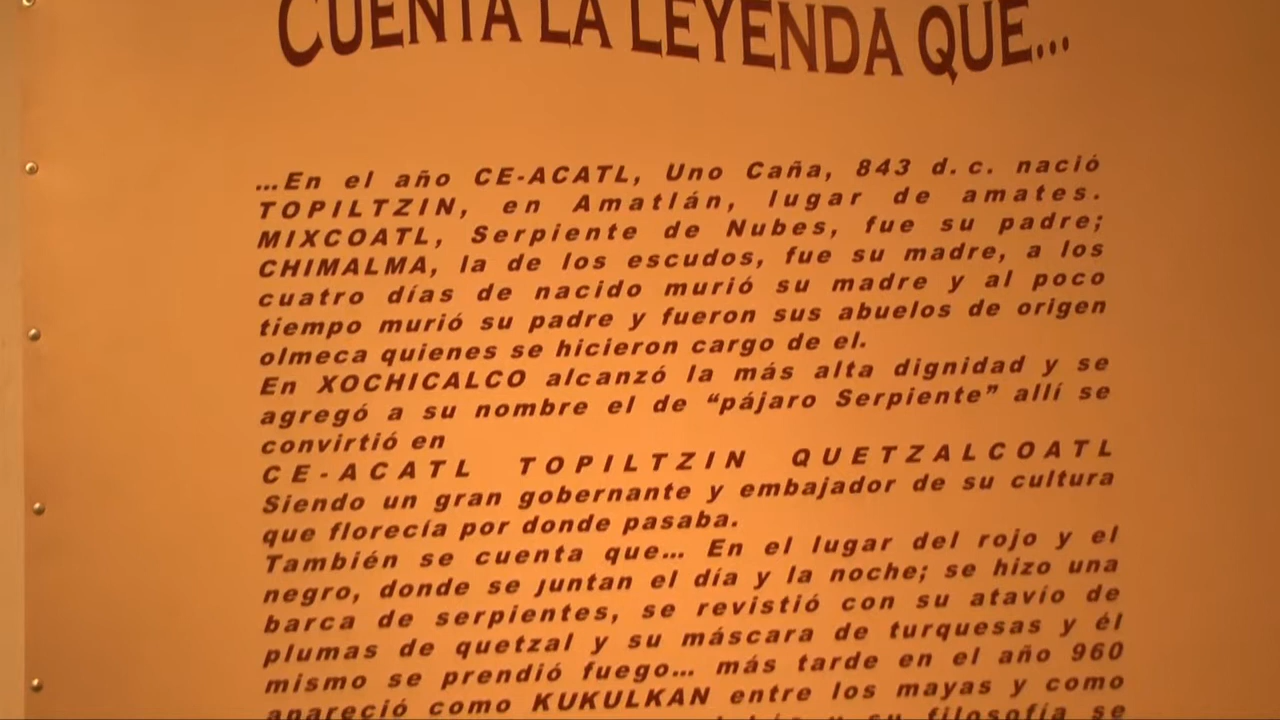 CUENTA LA LEYENDA QUE...
...En el año CE-ACATL, Uno Caña, 843 d.c. nació
TOPILTZIN, en Amatlán, lugar de amates.
MIXCOATL, Serpiente de Nubes, fue su padre;
CHIMALMA, la de los escudos, fue su madre, a los
cuatro días de nacido murió su madre y al poco
tiempo murió su padre y fueron sus abuelos de origen
olmeca quienes se hicieron cargo de el.
En XOCHICALCO alcanzó la más alta dignidad y se
agregó a su nombre el de “pájaro Serpiente” allí se
convirtió en
CE-ACATL TOPILTZIN QUETZALCOATL
Siendo un gran gobernante y embajador de su cultura
que florecía por donde pasaba.
También se cuenta que... En el lugar del rojo y el
negro, donde se juntan el día y la noche; se hizo una
barca de serpientes, se revistió con su atavío de
plumas de quetzal y su máscara de turquesas y él
mismo se prendió fuego... más tarde en el año 960
apareció como KUKULKAN entre los mayas y como
y su filosofía se